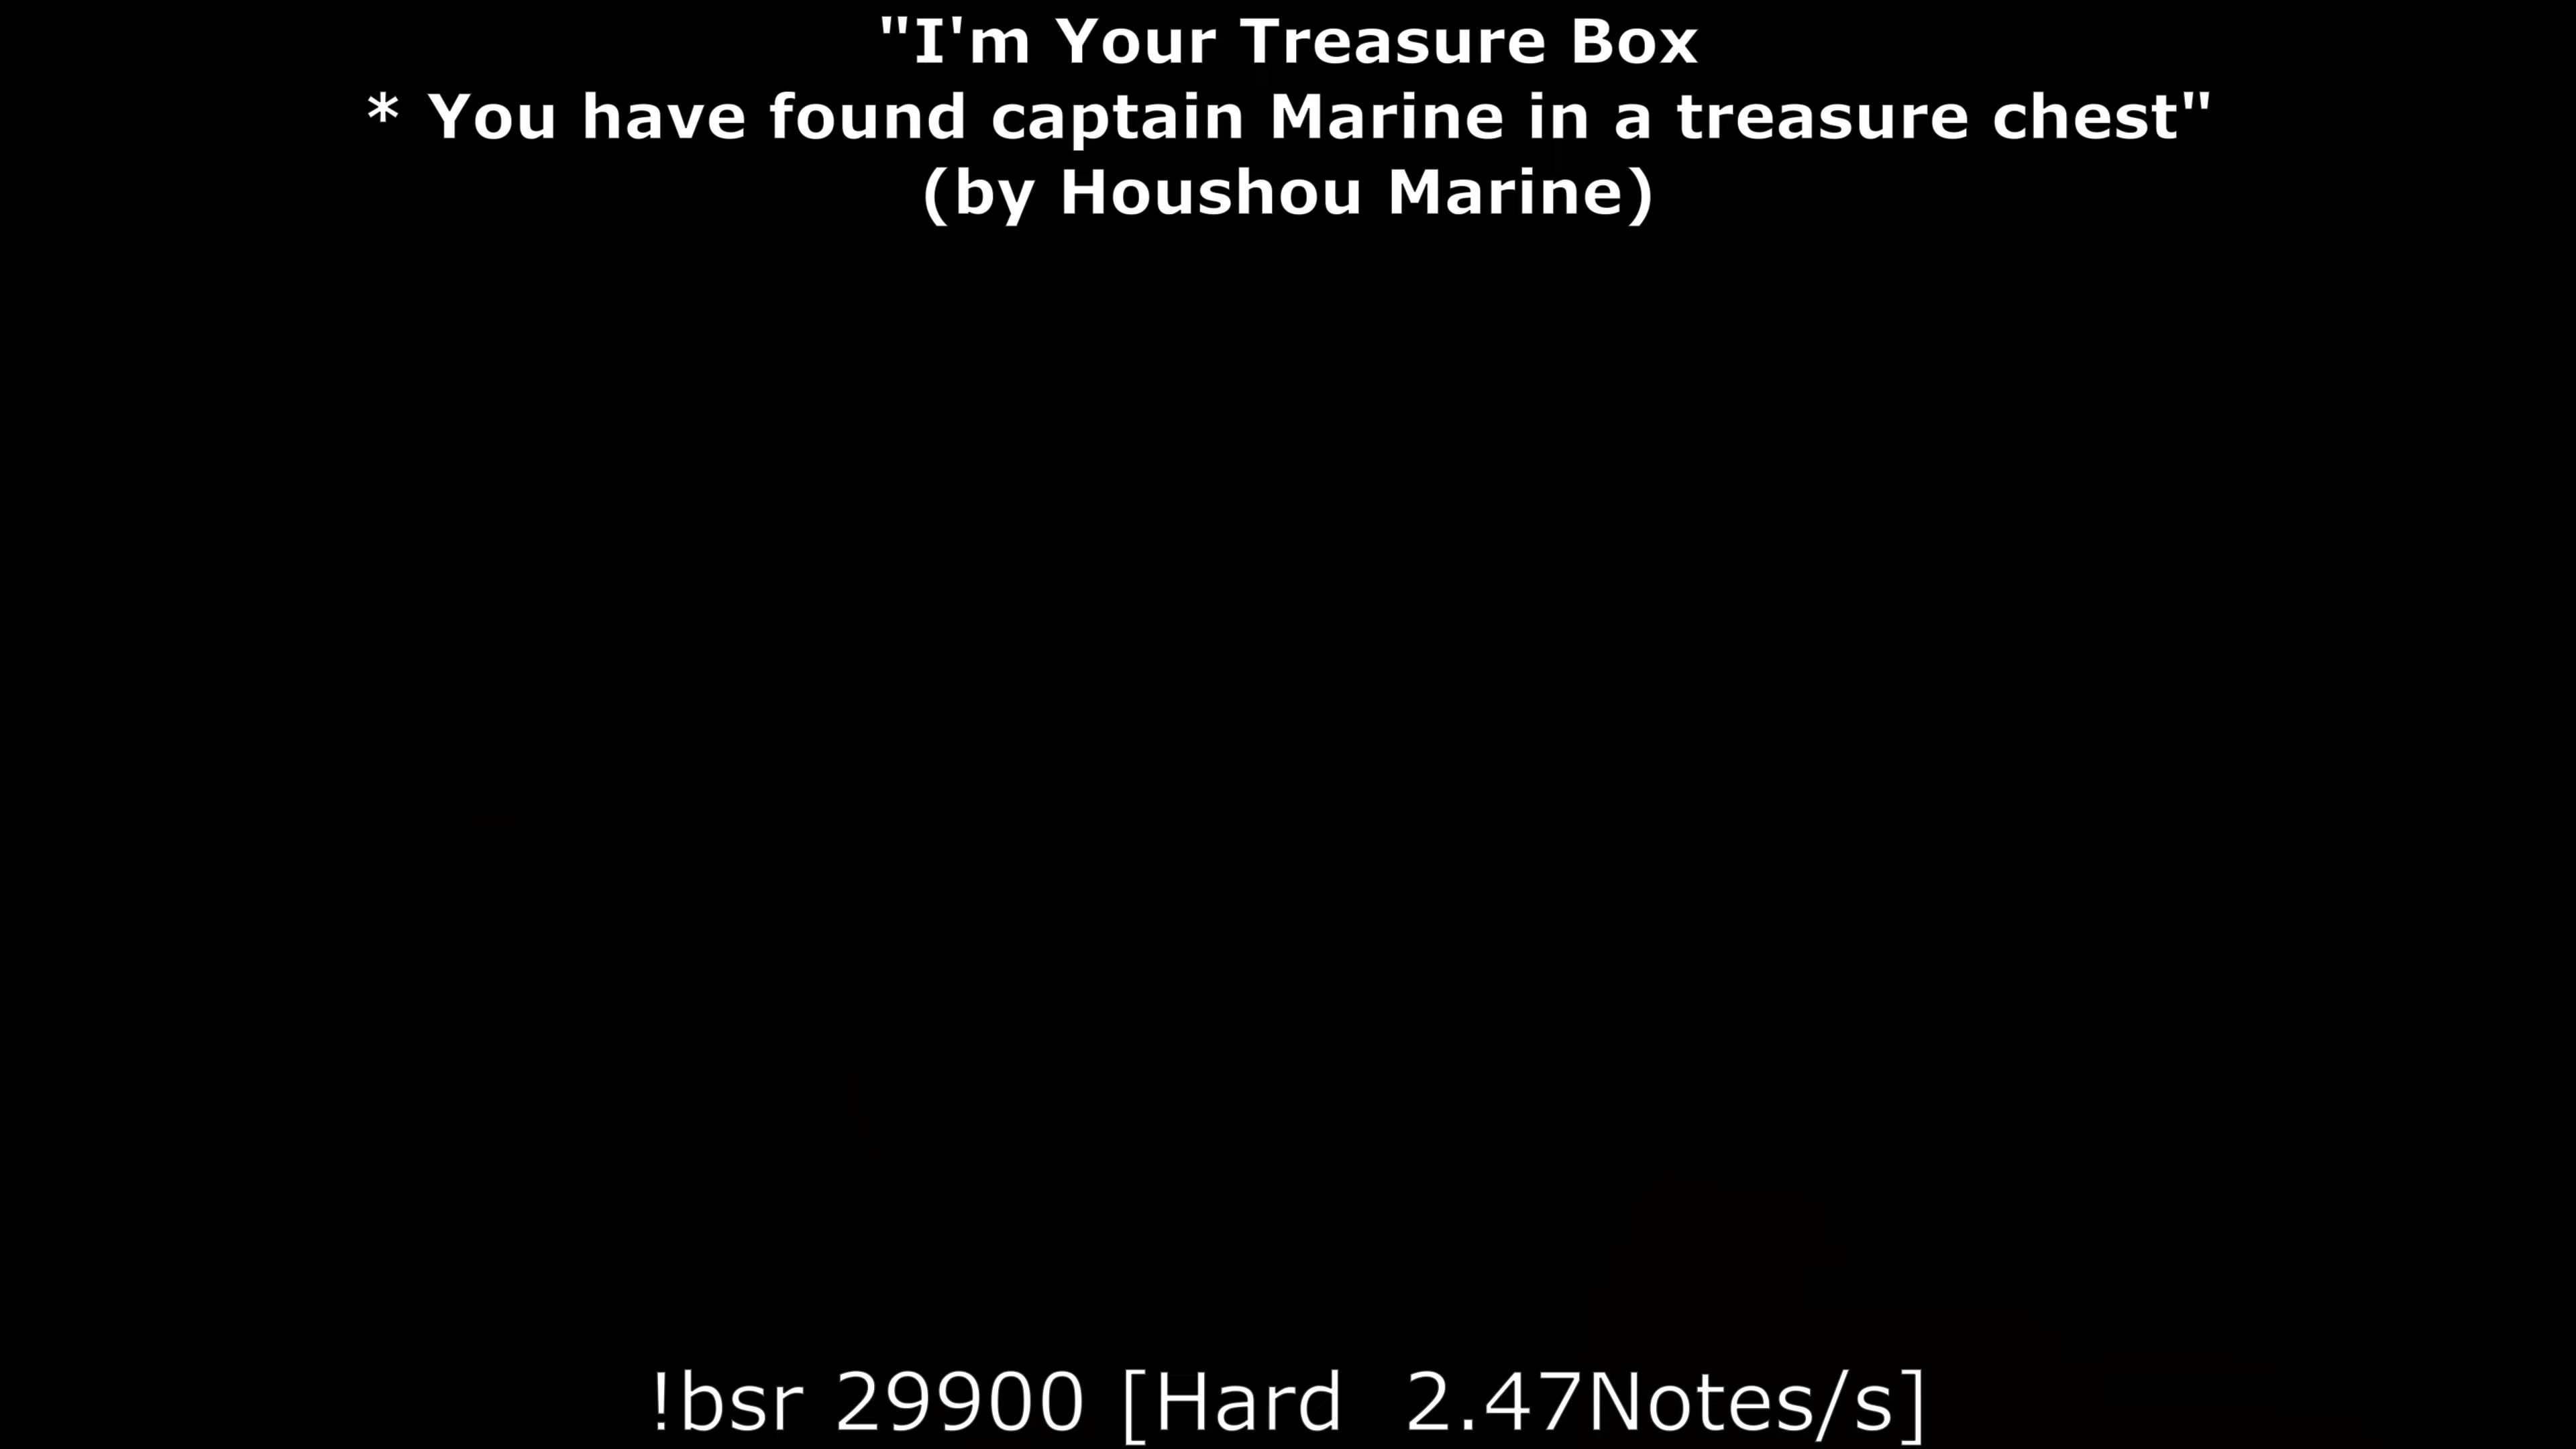 "I'm Your Treasure Box
* You have found captain Marine in a treasure chest"
(by Houshou Marine)
!bsr 29900 [Hard  2.47Notes/s]